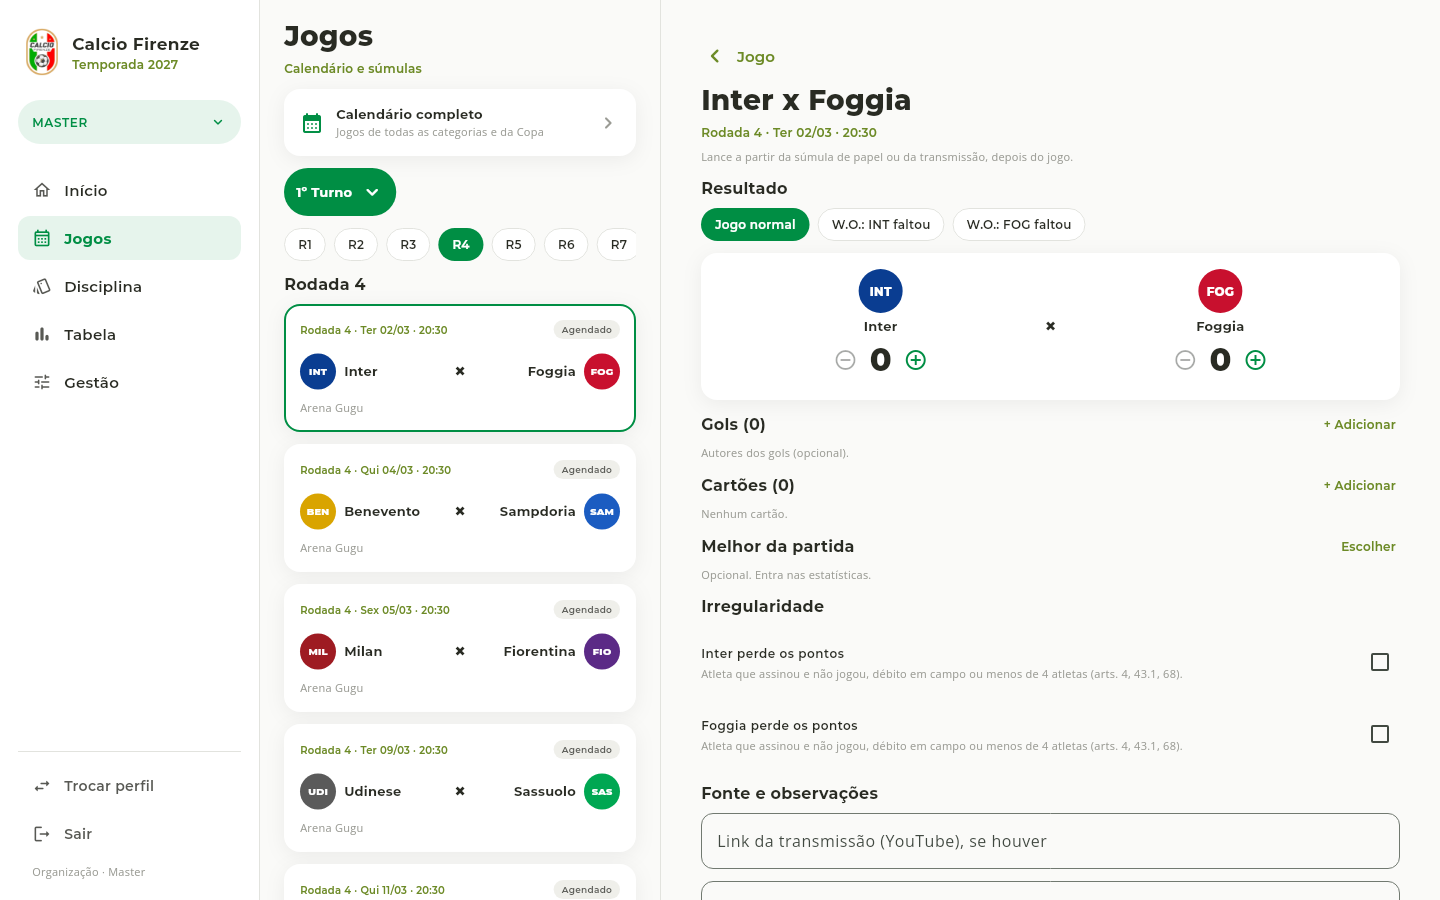 CALCIO
FIRENZE
Calcio Firenze
Temporada 2027
MASTER
Início
Jogos
Disciplina
Tabela
Gestão
Trocar perfil
Sair
Organização · Master
Jogos
Calendário e súmulas
Calendário completo
Jogos de todas as categorias e da Copa
1º Turno
R1
R2
R3
R4
R5
R6
R7
Rodada 4
Rodada 4 · Ter 02/03 · 20:30
Agendado
INT Inter × Foggia FOG
Arena Gugu
Rodada 4 · Qui 04/03 · 20:30
Agendado
BEN Benevento × Sampdoria SAM
Arena Gugu
Rodada 4 · Sex 05/03 · 20:30
Agendado
MIL Milan × Fiorentina FIO
Arena Gugu
Rodada 4 · Ter 09/03 · 20:30
Agendado
UDI Udinese × Sassuolo SAS
Arena Gugu
Rodada 4 · Qui 11/03 · 20:30
Agendado
Jogo
Inter x Foggia
Rodada 4 · Ter 02/03 · 20:30
Lance a partir da súmula de papel ou da transmissão, depois do jogo.
Resultado
Jogo normal
W.O.: INT faltou
W.O.: FOG faltou
INT
Inter
0
×
FOG
Foggia
0
Gols (0)
+ Adicionar
Autores dos gols (opcional).
Cartões (0)
+ Adicionar
Nenhum cartão.
Melhor da partida
Escolher
Opcional. Entra nas estatísticas.
Irregularidade
Inter perde os pontos
Atleta que assinou e não jogou, débito em campo ou menos de 4 atletas (arts. 4, 43.1, 68).
Foggia perde os pontos
Atleta que assinou e não jogou, débito em campo ou menos de 4 atletas (arts. 4, 43.1, 68).
Fonte e observações
Link da transmissão (YouTube), se houver